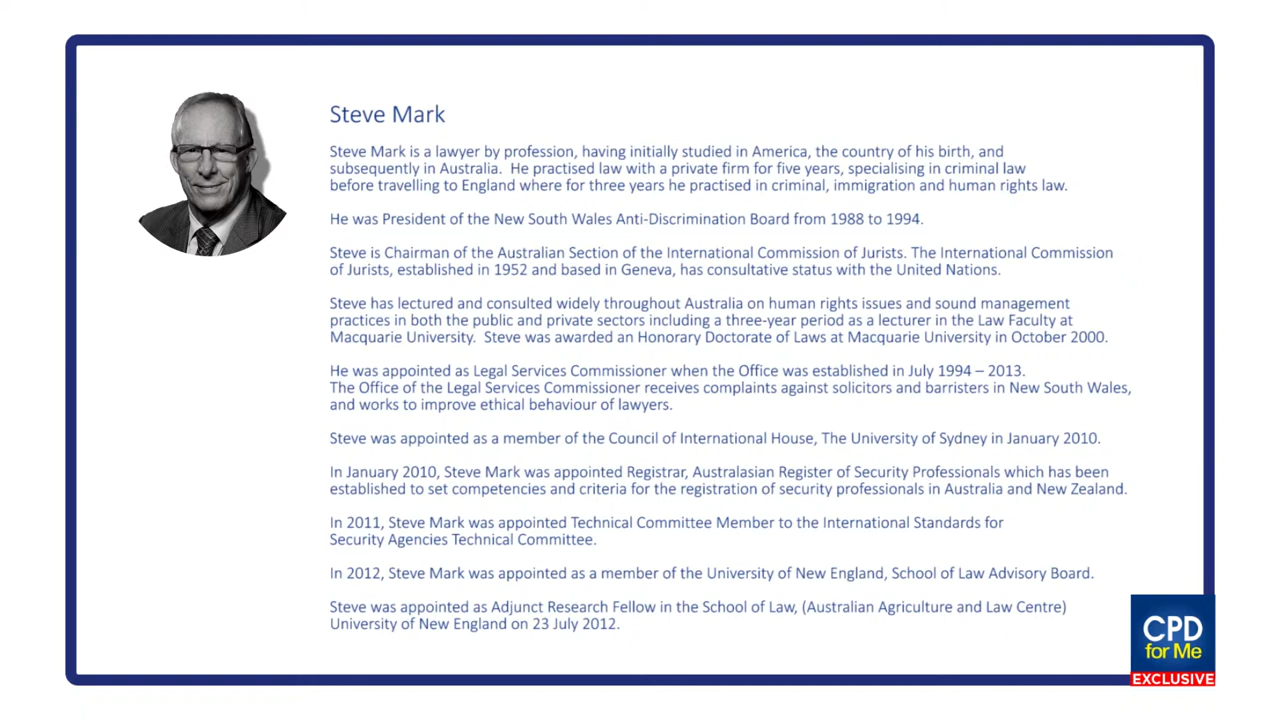 Steve Mark
Steve Mark is a lawyer by profession, having initially studied in America, the country of his birth, and
subsequently in Australia.  He practised law with a private firm for five years, specialising in criminal law
before travelling to England where for three years he practised in criminal, immigration and human rights law.
He was President of the New South Wales Anti-Discrimination Board from 1988 to 1994.
Steve is Chairman of the Australian Section of the International Commission of Jurists. The International Commission
of Jurists, established in 1952 and based in Geneva, has consultative status with the United Nations.
Steve has lectured and consulted widely throughout Australia on human rights issues and sound management
practices in both the public and private sectors including a three-year period as a lecturer in the Law Faculty at
Macquarie University.  Steve was awarded an Honorary Doctorate of Laws at Macquarie University in October 2000.
He was appointed as Legal Services Commissioner when the Office was established in July 1994 – 2013.
The Office of the Legal Services Commissioner receives complaints against solicitors and barristers in New South Wales,
and works to improve ethical behaviour of lawyers.
Steve was appointed as a member of the Council of International House, The University of Sydney in January 2010.
In January 2010, Steve Mark was appointed Registrar, Australasian Register of Security Professionals which has been
established to set competencies and criteria for the registration of security professionals in Australia and New Zealand.
In 2011, Steve Mark was appointed Technical Committee Member to the International Standards for
Security Agencies Technical Committee.
In 2012, Steve Mark was appointed as a member of the University of New England, School of Law Advisory Board.
Steve was appointed as Adjunct Research Fellow in the School of Law, (Australian Agriculture and Law Centre)
University of New England on 23 July 2012.
CPD
for Me
EXCLUSIVE